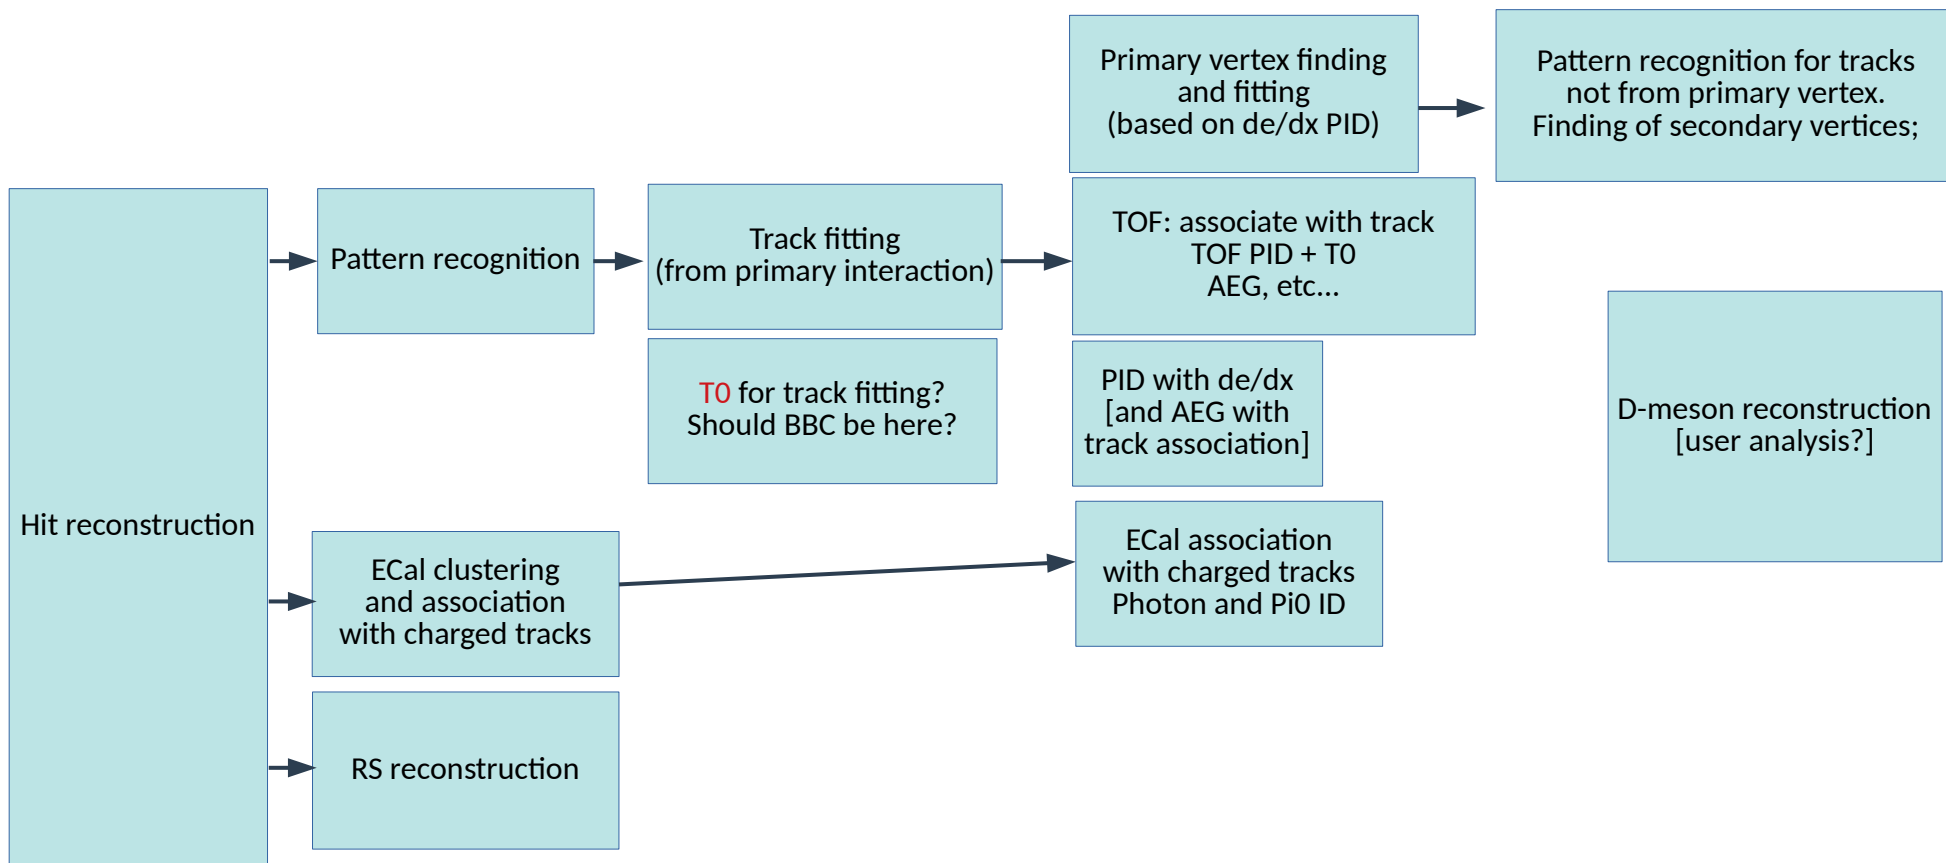 Primary vertex finding
and fitting
(based on de/dx PID)
Pattern recognition for tracks
not from primary vertex.
Finding of secondary vertices;
Hit reconstruction
Pattern recognition
Track fitting
(from primary interaction)
TOF: associate with track
TOF PID + T0
AEG, etc...
T0 for track fitting?
Should BBC be here?
PID with de/dx
[and AEG with
track association]
D-meson reconstruction
[user analysis?]
ECal clustering
and association
with charged tracks
ECal association
with charged tracks
Photon and Pi0 ID
RS reconstruction